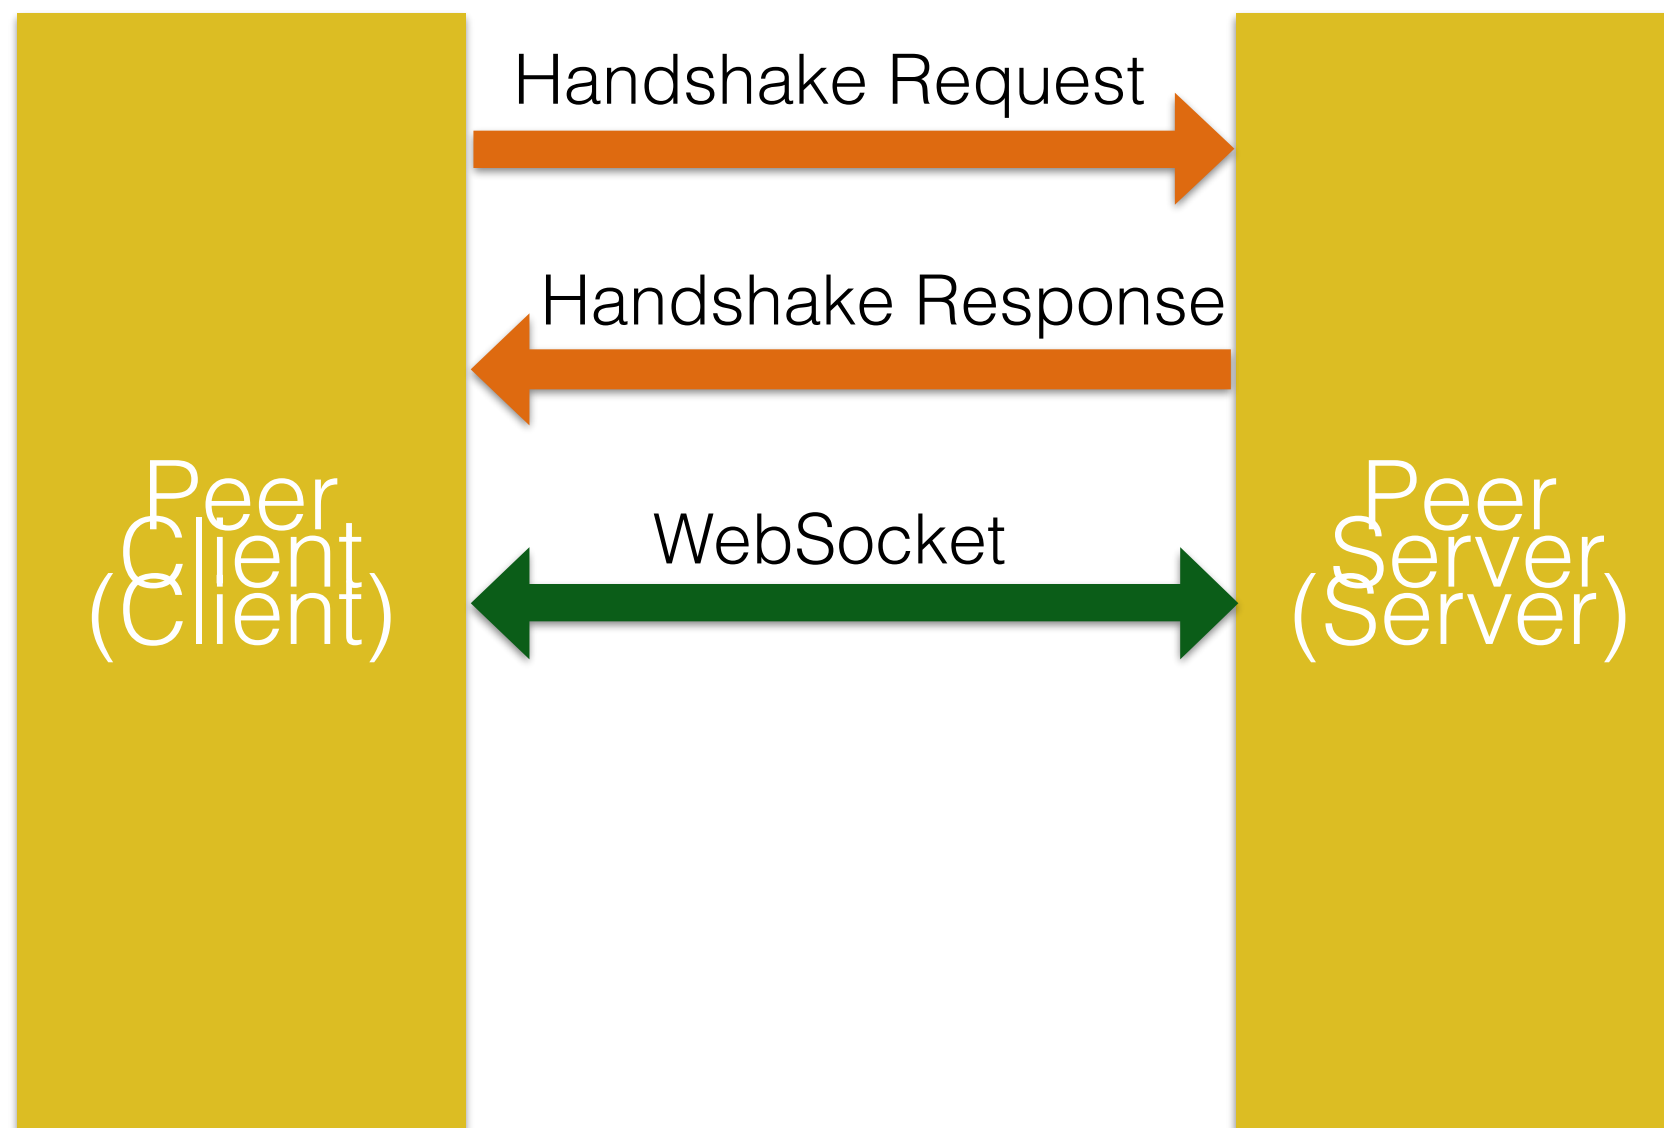 Handshake Request
Handshake Response
WebSocket
Peer
Client
(Client)
Peer
Server
(Server)